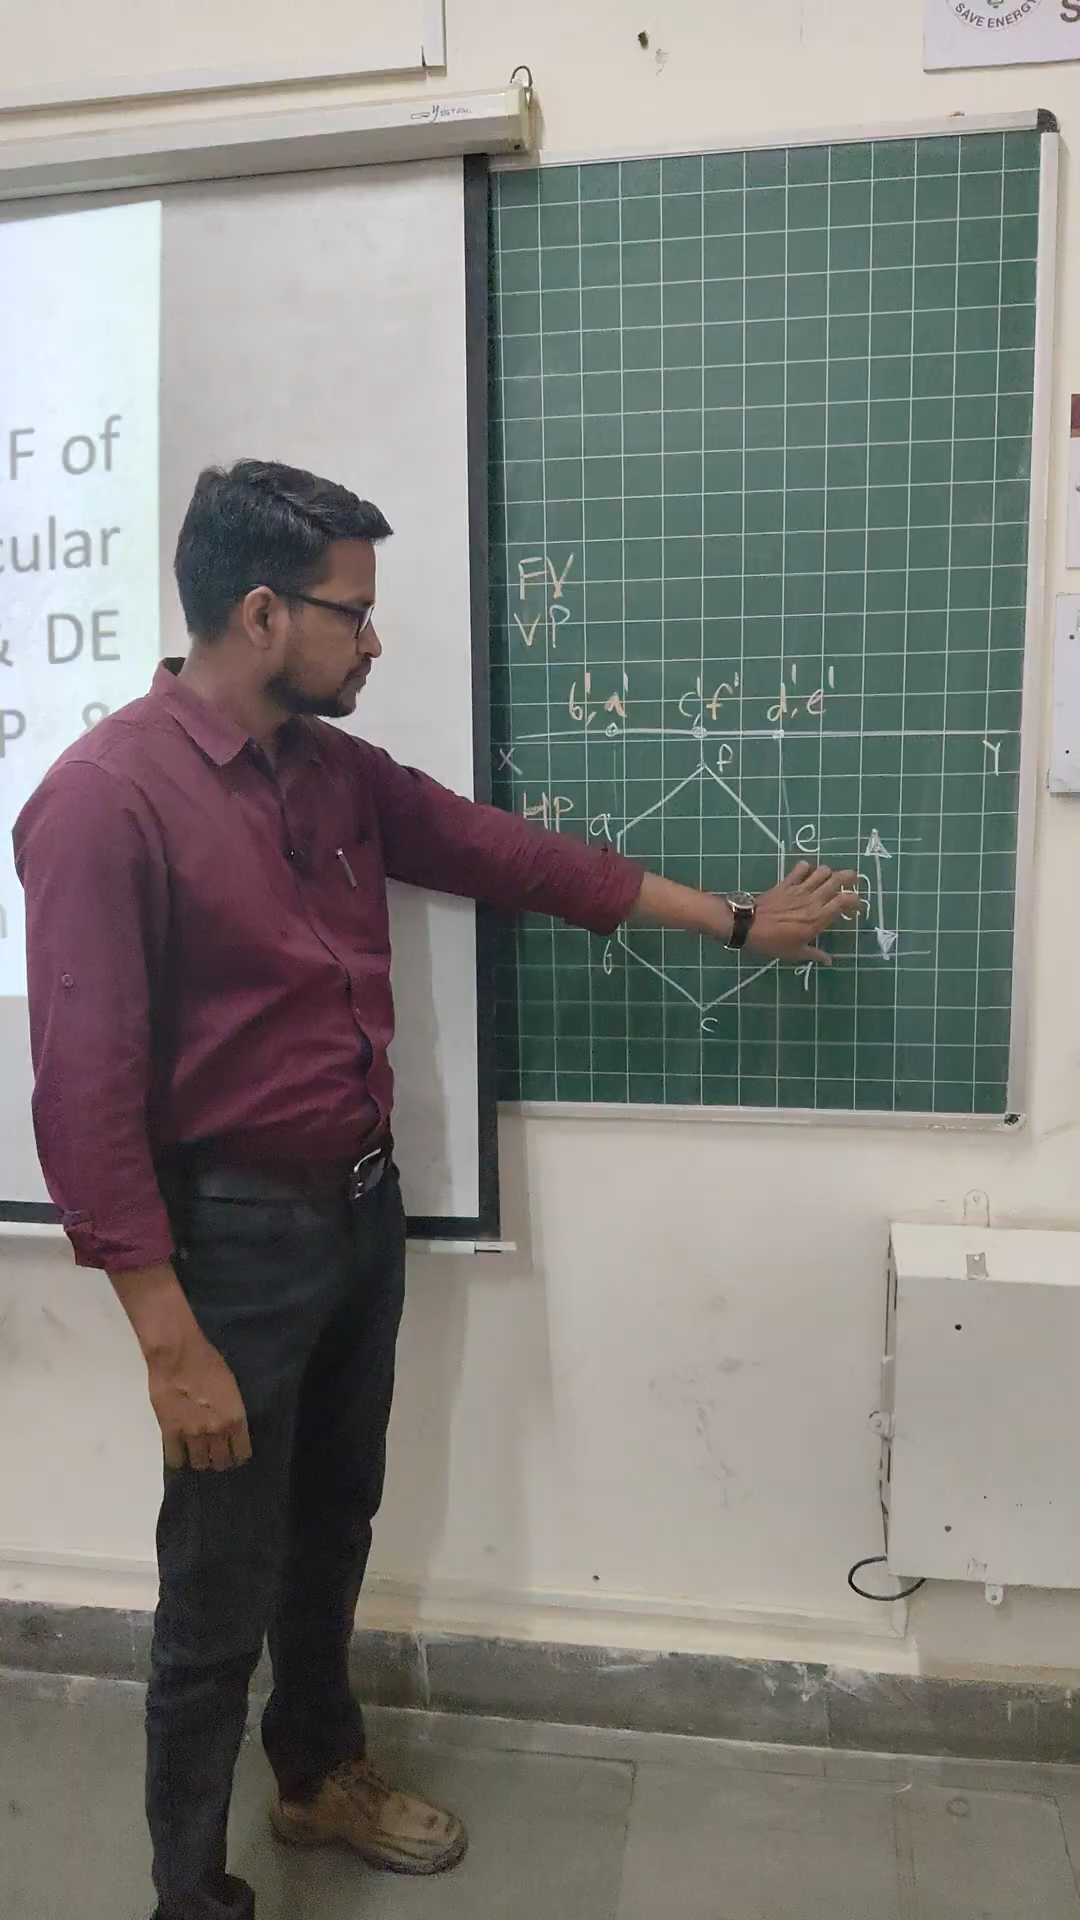 SAVE ENERGY
S
F of
cular
& DE
P &
FV
VP
b', a' c', f' d', e'
X Y
f
HP
a e
b d
c